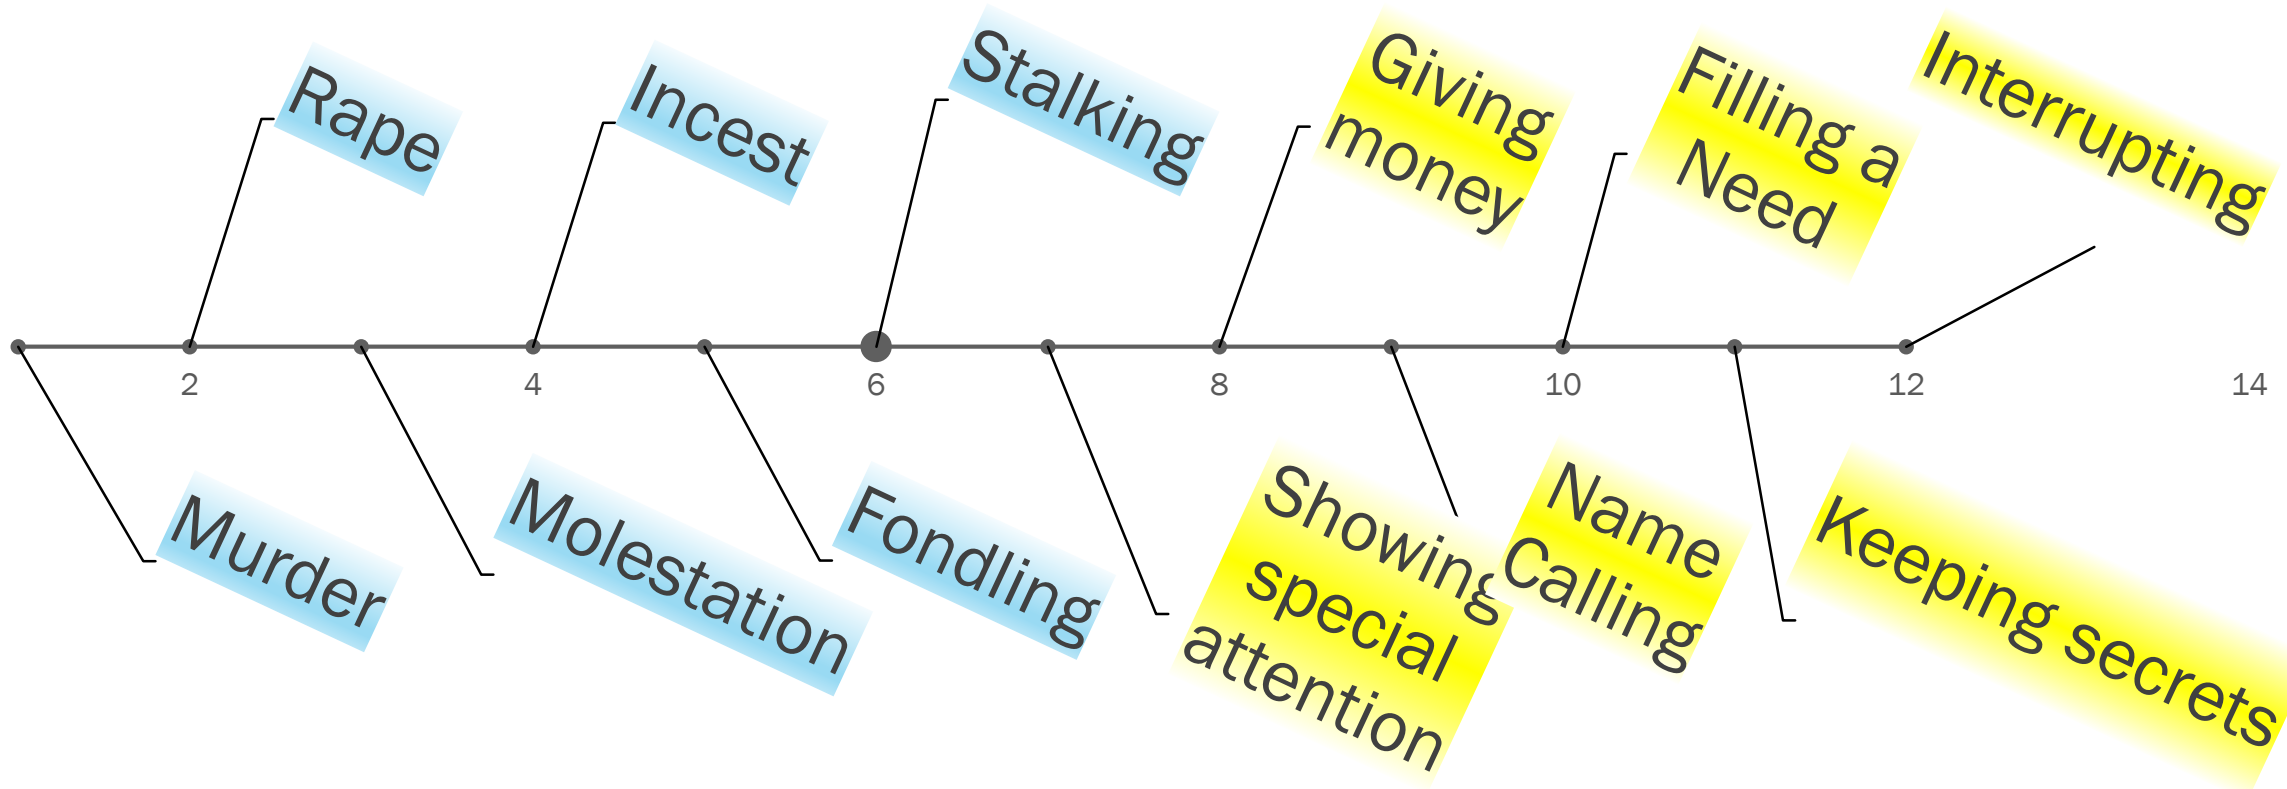 Rape
Incest
Stalking
Giving
money
Filling a
Need
Interrupting
2
4
6
8
10
12
14
Murder
Molestation
Fondling
Showing
special
attention
Name
Calling
Keeping secrets